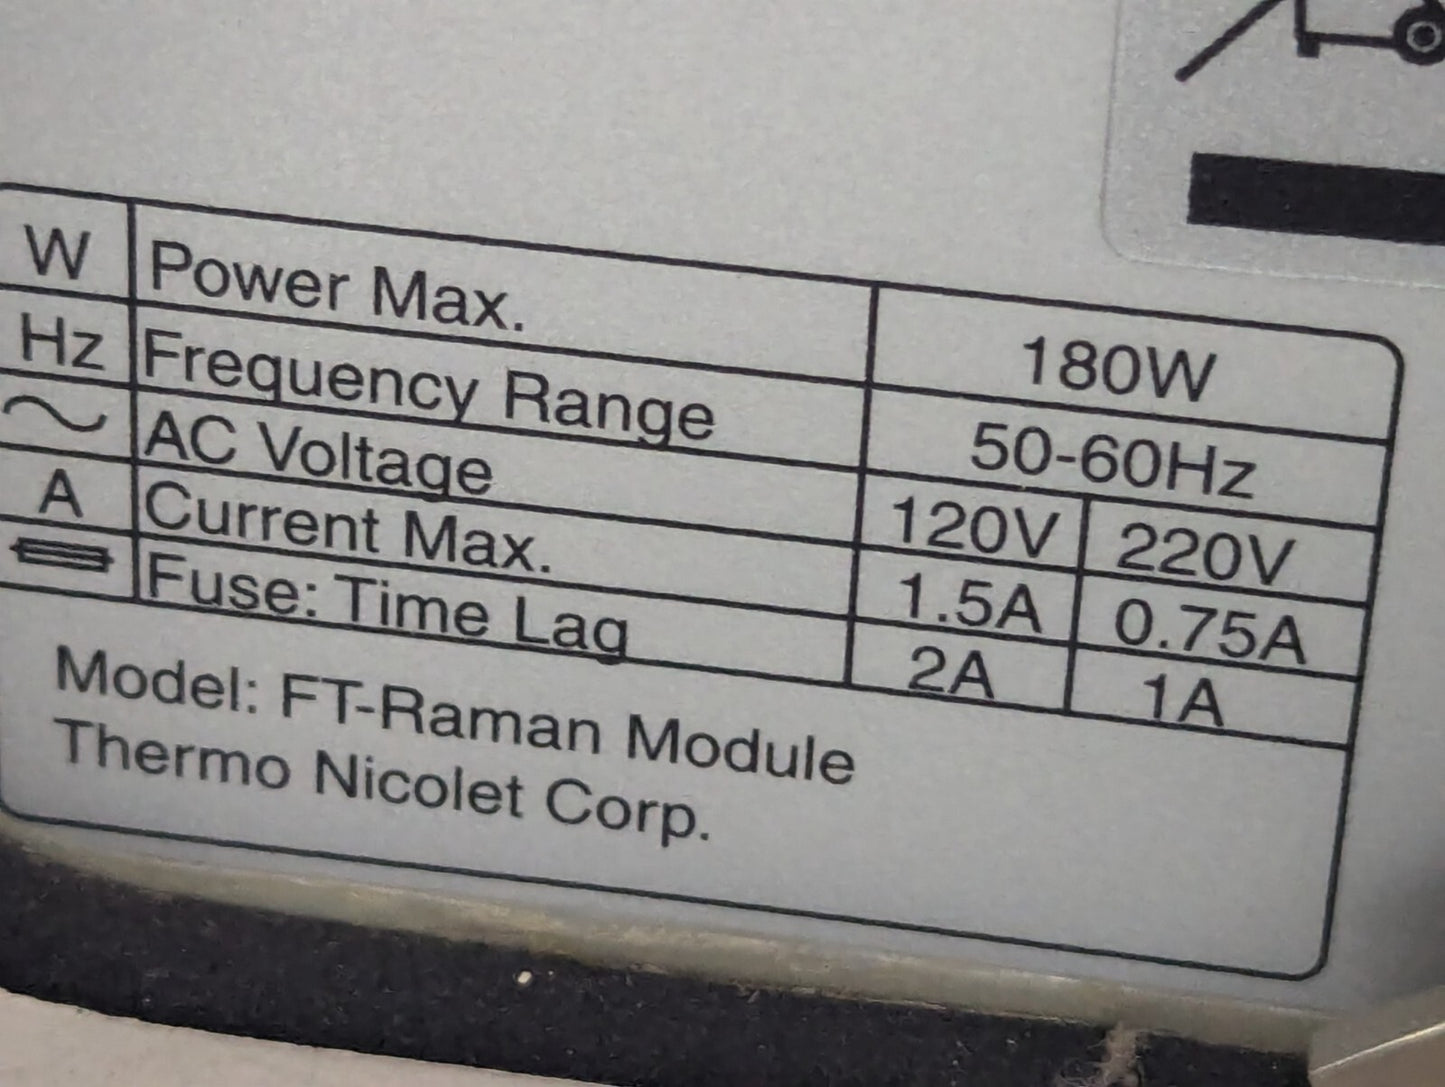 W Power Max. 180W
Hz Frequency Range 50-60Hz
AC Voltage 120V 220V
A Current Max. 1.5A 0.75A
Fuse: Time Lag 2A 1A
Model: FT-Raman Module
Thermo Nicolet Corp.